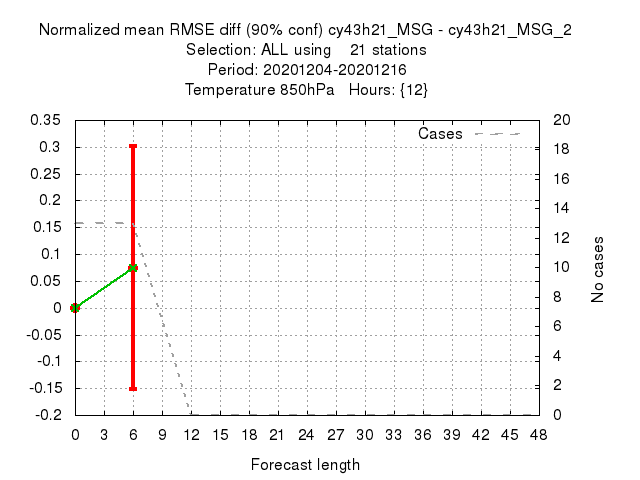 Normalized mean RMSE diff (90% conf) cy43h21_MSG - cy43h21_MSG_2
Selection: ALL using    21 stations
Period: 20201204-20201216
Temperature 850hPa   Hours: {12}
Cases
0.35
0.3
0.25
0.2
0.15
0.1
0.05
0
-0.05
-0.1
-0.15
-0.2
20
18
16
14
12
10
8
6
4
2
0
No cases
0 3 6 9 12 15 18 21 24 27 30 33 36 39 42 45 48
Forecast length